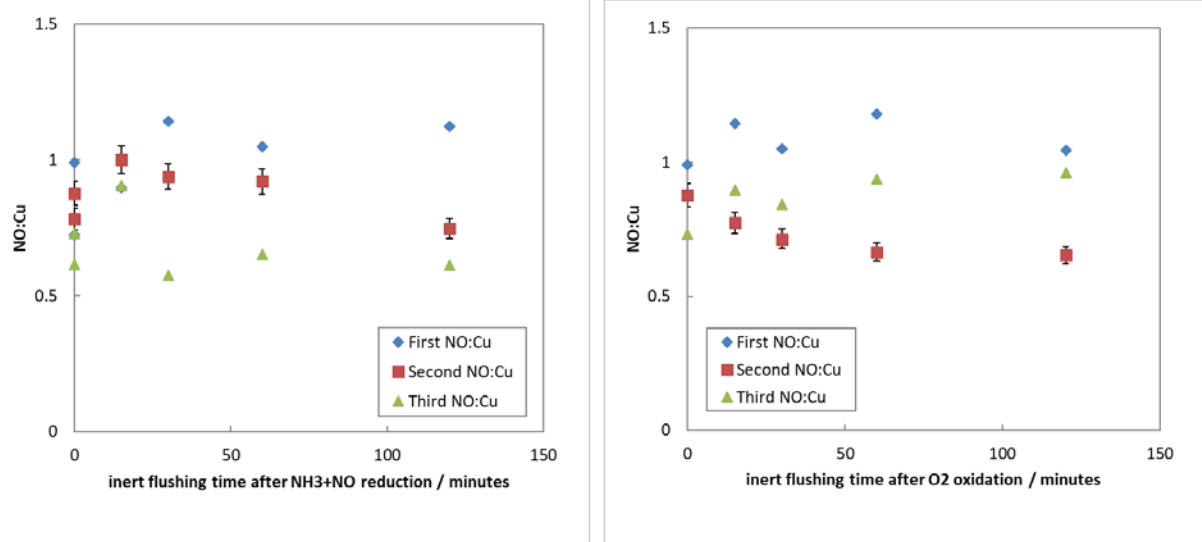 1.5
1
0.5
0
NO:Cu
First NO:Cu
Second NO:Cu
Third NO:Cu
0 50 100 150
inert flushing time after NH3+NO reduction / minutes
1.5
1
0.5
0
NO:Cu
First NO:Cu
Second NO:Cu
Third NO:Cu
0 50 100 150
inert flushing time after O2 oxidation / minutes